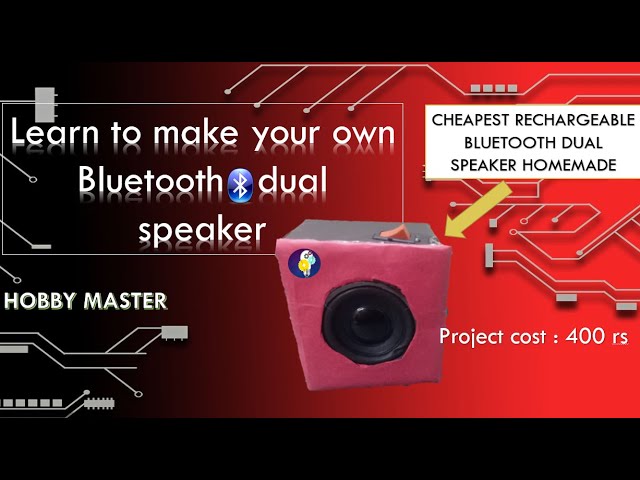 Learn to make your own
Bluetooth dual
speaker
CHEAPEST RECHARGEABLE
BLUETOOTH DUAL
SPEAKER HOMEMADE
HOBBY MASTER
Project cost : 400 rs